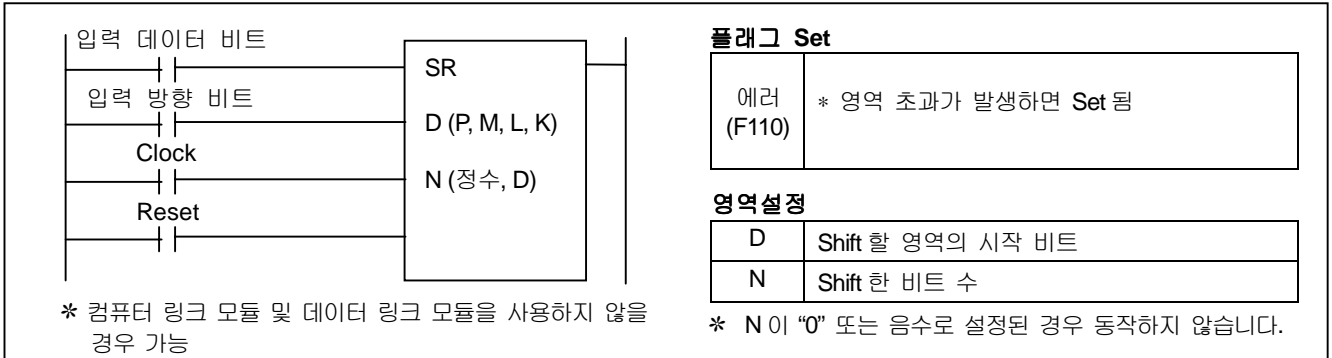 입력 데이터 비트
SR
입력 방향 비트
D (P, M, L, K)
Clock
N (정수, D)
Reset
* 컴퓨터 링크 모듈 및 데이터 링크 모듈을 사용하지 않을
경우 가능
플래그 Set
에러
(F110)
* 영역 초과가 발생하면 Set 됨
영역설정
D Shift 할 영역의 시작 비트
N Shift 한 비트 수
* N 이 “0” 또는 음수로 설정된 경우 동작하지 않습니다.